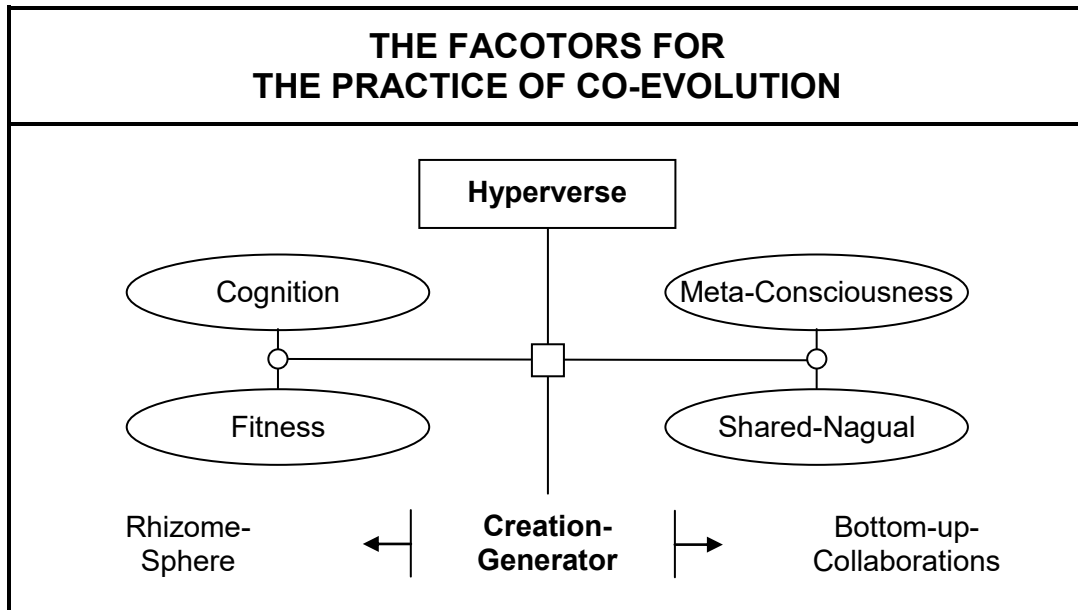 THE FACOTORS FOR
THE PRACTICE OF CO-EVOLUTION
Hyperverse
Cognition
Meta-Consciousness
Fitness
Shared-Nagual
Rhizome-
Sphere
Creation-
Generator
Bottom-up-
Collaborations